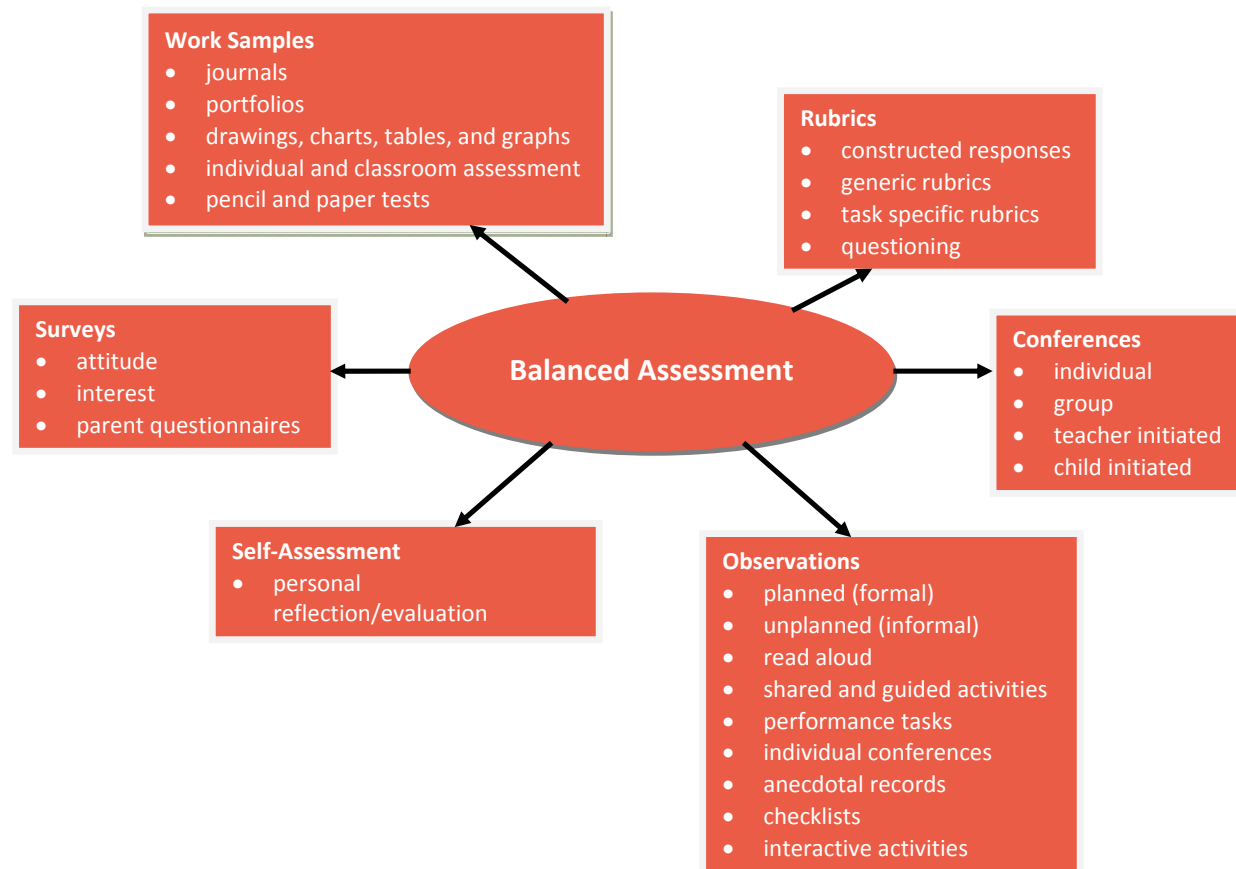 Work Samples
• journals
• portfolios
• drawings, charts, tables, and graphs
• individual and classroom assessment
• pencil and paper tests
Rubrics
• constructed responses
• generic rubrics
• task specific rubrics
• questioning
Surveys
• attitude
• interest
• parent questionnaires
Balanced Assessment
Conferences
• individual
• group
• teacher initiated
• child initiated
Self-Assessment
• personal
reflection/evaluation
Observations
• planned (formal)
• unplanned (informal)
• read aloud
• shared and guided activities
• performance tasks
• individual conferences
• anecdotal records
• checklists
• interactive activities